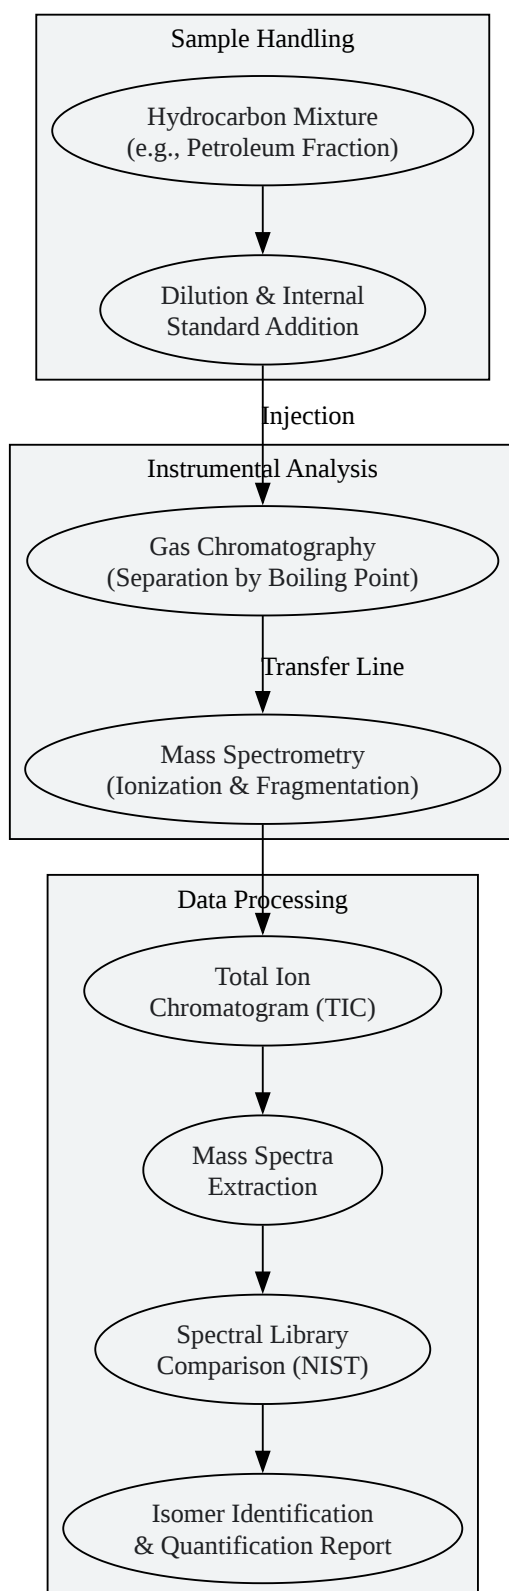 Sample Handling
Hydrocarbon Mixture
(e.g., Petroleum Fraction)
Dilution & Internal
Standard Addition
Injection
Instrumental Analysis
Gas Chromatography
(Separation by Boiling Point)
Transfer Line
Mass Spectrometry
(Ionization & Fragmentation)
Data Processing
Total Ion
Chromatogram (TIC)
Mass Spectra
Extraction
Spectral Library
Comparison (NIST)
Isomer Identification
& Quantification Report